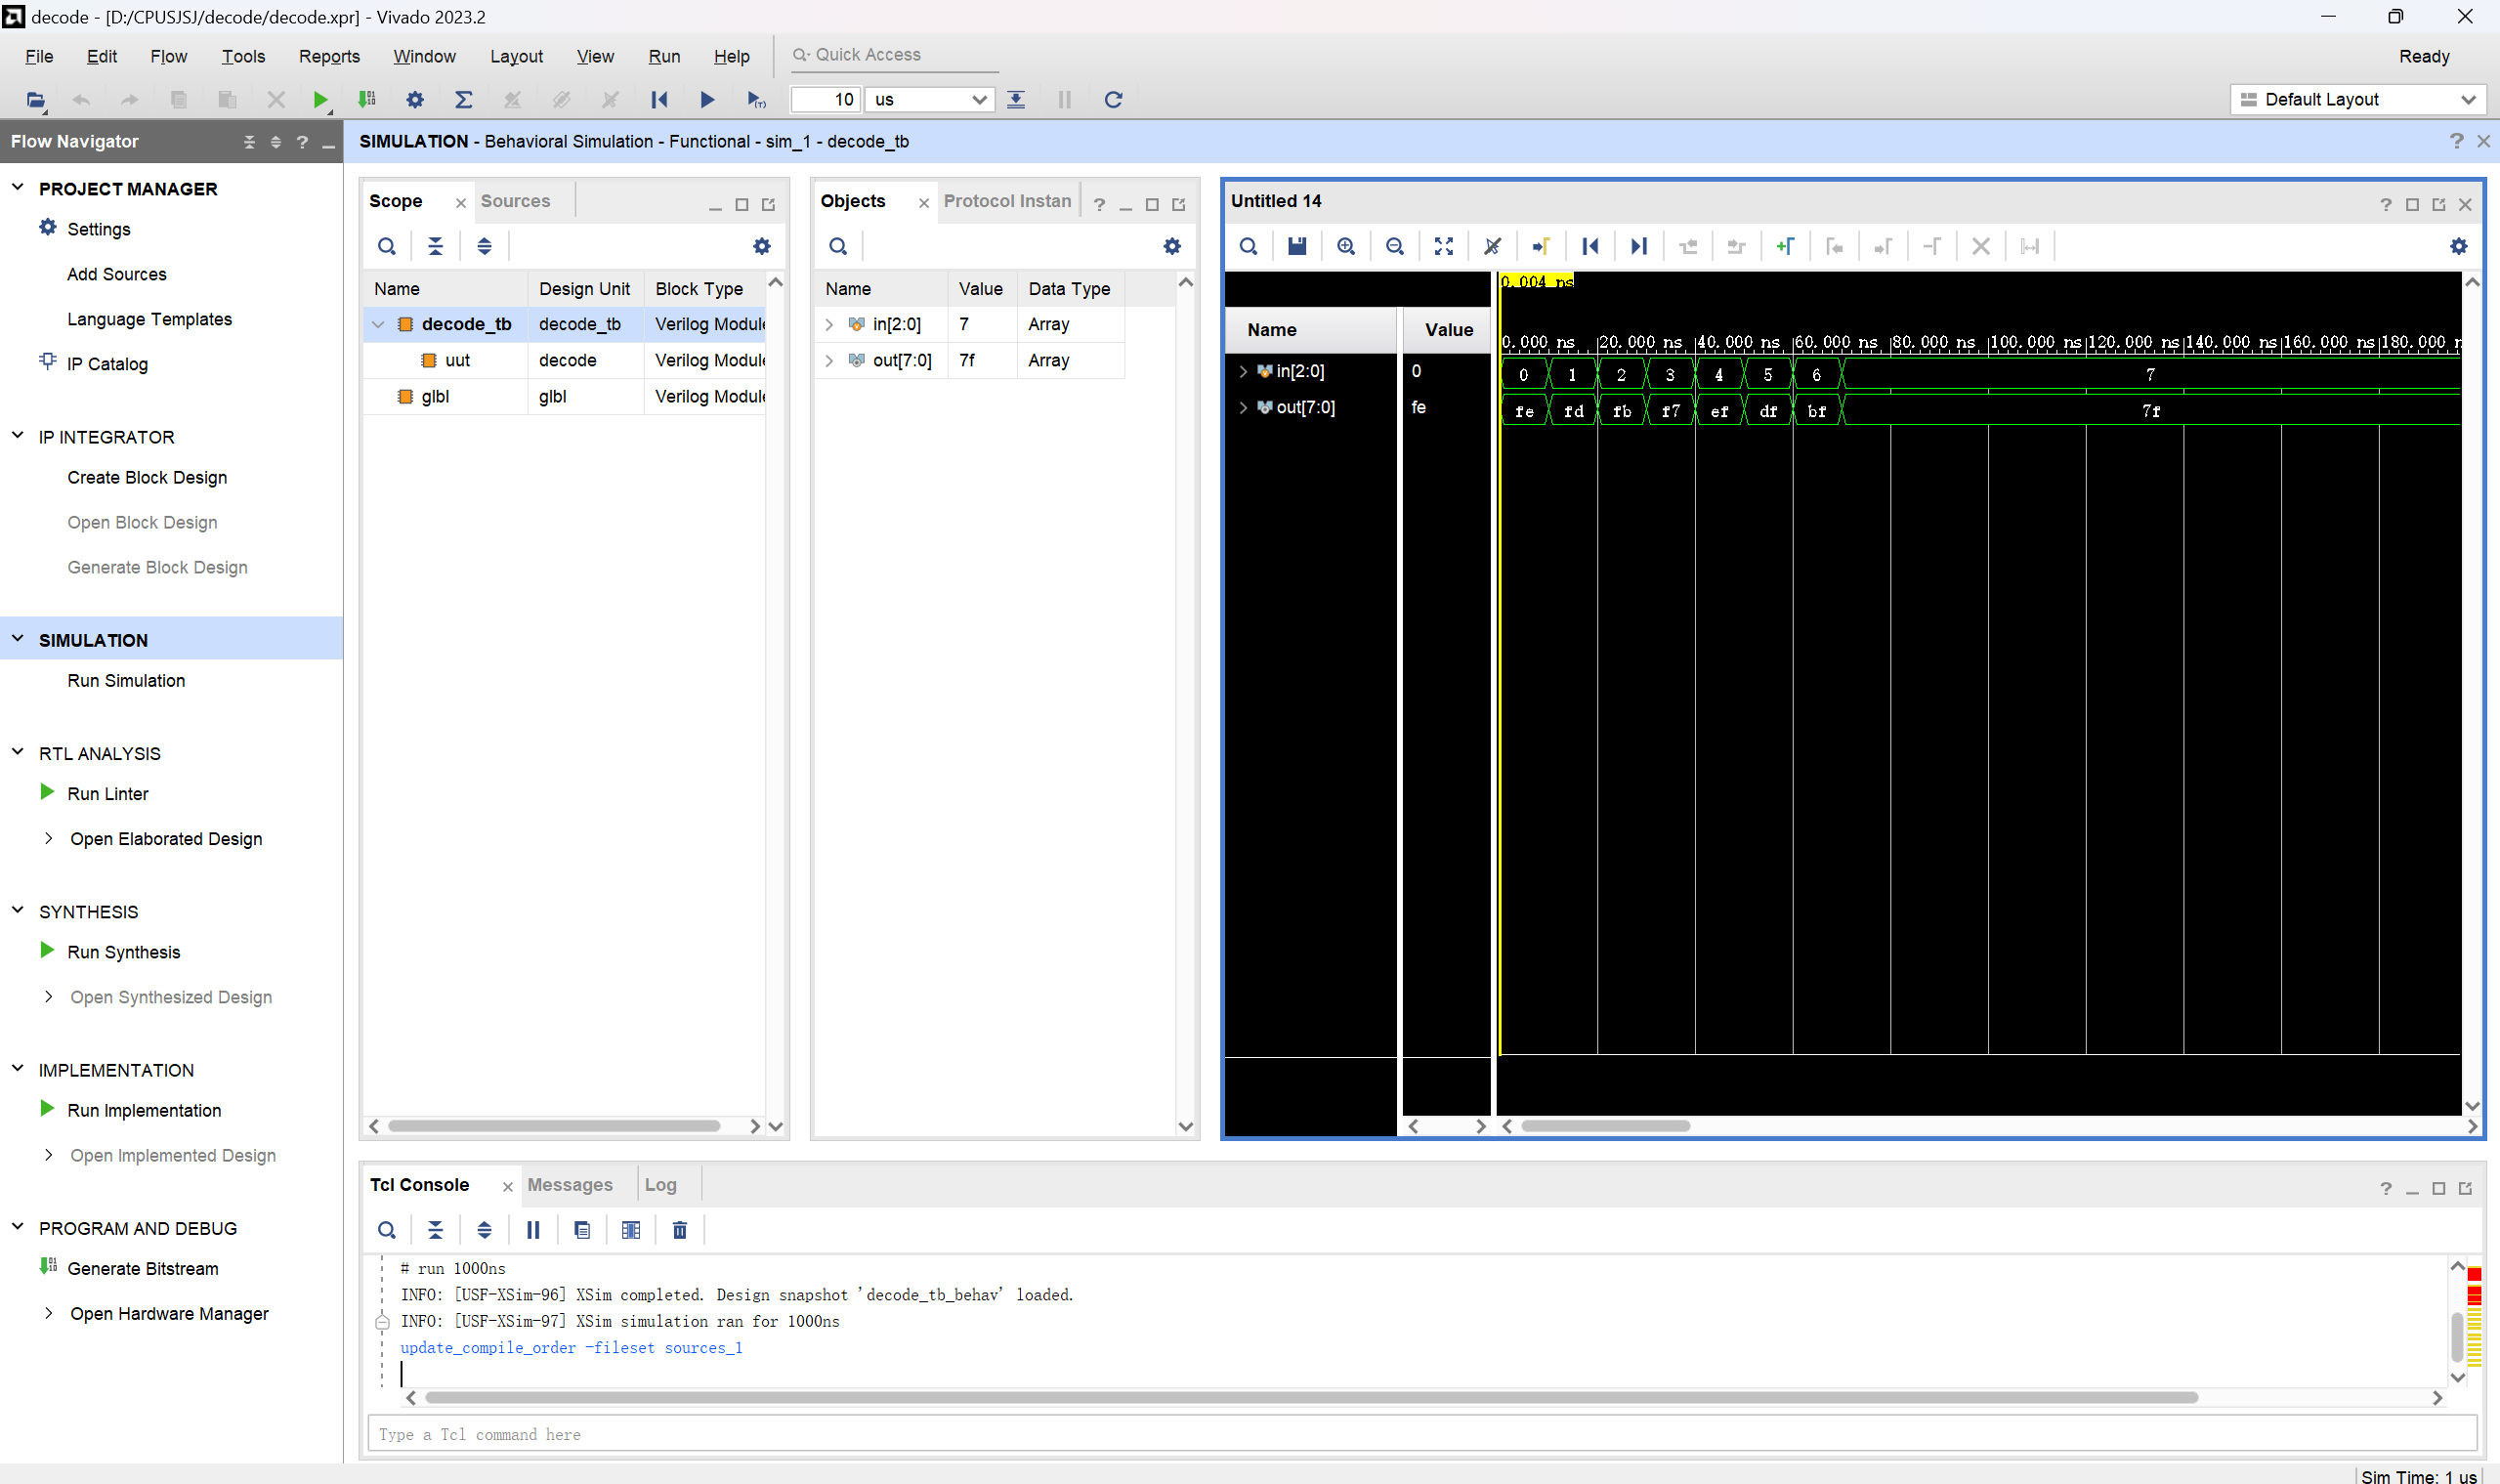 decode - [D:/CPUSJSJ/decode/decode.xpr] - Vivado 2023.2
File Edit Flow Tools Reports Window Layout View Run Help Quick Access Ready
10 us Default Layout
Flow Navigator
PROJECT MANAGER
Settings
Add Sources
Language Templates
IP Catalog
IP INTEGRATOR
Create Block Design
Open Block Design
Generate Block Design
SIMULATION
Run Simulation
RTL ANALYSIS
Run Linter
Open Elaborated Design
SYNTHESIS
Run Synthesis
Open Synthesized Design
IMPLEMENTATION
Run Implementation
Open Implemented Design
PROGRAM AND DEBUG
Generate Bitstream
Open Hardware Manager
SIMULATION - Behavioral Simulation - Functional - sim_1 - decode_tb
Scope Sources
Name Design Unit Block Type
decode_tb decode_tb Verilog Modul
uut decode Verilog Modul
glbl glbl Verilog Modul
Objects Protocol Instan
Name Value Data Type
in[2:0] 7 Array
out[7:0] 7f Array
Untitled 14
0.004 ns
Name Value
0.000 ns 20.000 ns 40.000 ns 60.000 ns 80.000 ns 100.000 ns 120.000 ns 140.000 ns 160.000 ns 180.000
in[2:0] 0 0 1 2 3 4 5 6 7
out[7:0] fe fe fd fb f7 ef df bf 7f
Tcl Console Messages Log
# run 1000ns
INFO: [USF-XSim-96] XSim completed. Design snapshot 'decode_tb_behav' loaded.
INFO: [USF-XSim-97] XSim simulation ran for 1000ns
update_compile_order -fileset sources_1
Type a Tcl command here
Sim Time: 1 us